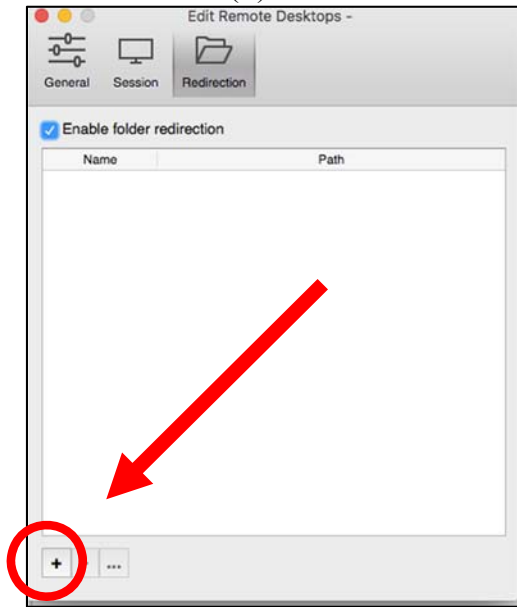 Edit Remote Desktops -
General Session Redirection
Enable folder redirection
Name Path
+ ...